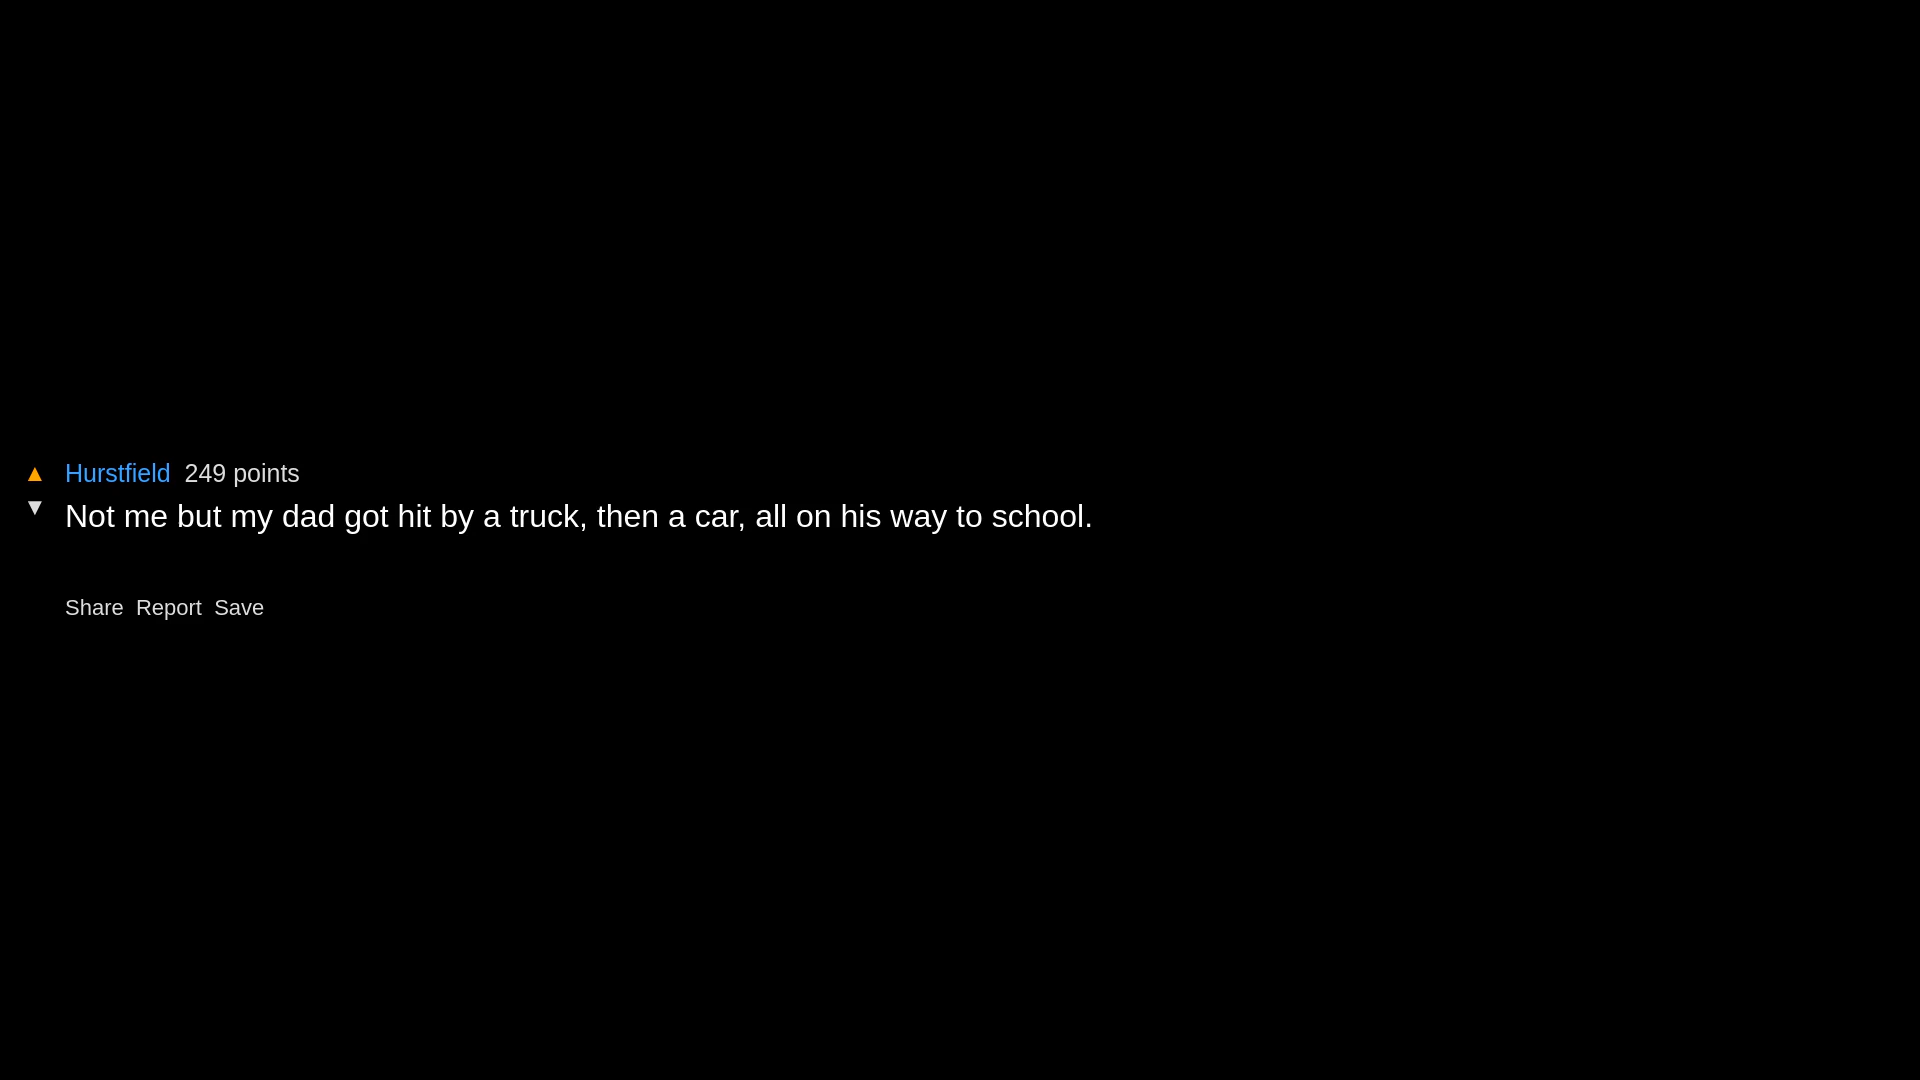 ▲ Hurstfield 249 points
▼ Not me but my dad got hit by a truck, then a car, all on his way to school.
Share Report Save